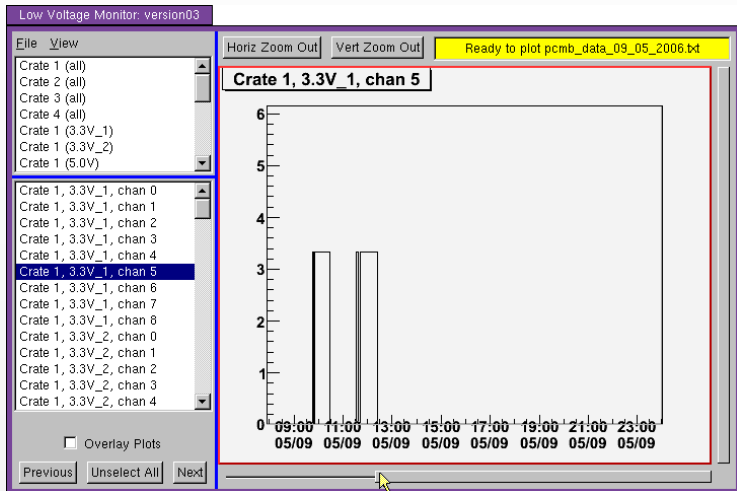 Low Voltage Monitor: version03
File View
Crate 1 (all)
Crate 2 (all)
Crate 3 (all)
Crate 4 (all)
Crate 1 (3.3V_1)
Crate 1 (3.3V_2)
Crate 1 (5.0V)
Crate 1, 3.3V_1, chan 0
Crate 1, 3.3V_1, chan 1
Crate 1, 3.3V_1, chan 2
Crate 1, 3.3V_1, chan 3
Crate 1, 3.3V_1, chan 4
Crate 1, 3.3V_1, chan 5
Crate 1, 3.3V_1, chan 6
Crate 1, 3.3V_1, chan 7
Crate 1, 3.3V_1, chan 8
Crate 1, 3.3V_2, chan 0
Crate 1, 3.3V_2, chan 1
Crate 1, 3.3V_2, chan 2
Crate 1, 3.3V_2, chan 3
Crate 1, 3.3V_2, chan 4
Overlay Plots
Previous Unselect All Next
Horiz Zoom Out Vert Zoom Out Ready to plot pcmb_data_09_05_2006.txt
Crate 1, 3.3V_1, chan 5
6
5
4
3
2
1
0
09:00 11:00 13:00 15:00 17:00 19:00 21:00 23:00
05/09 05/09 05/09 05/09 05/09 05/09 05/09 05/09